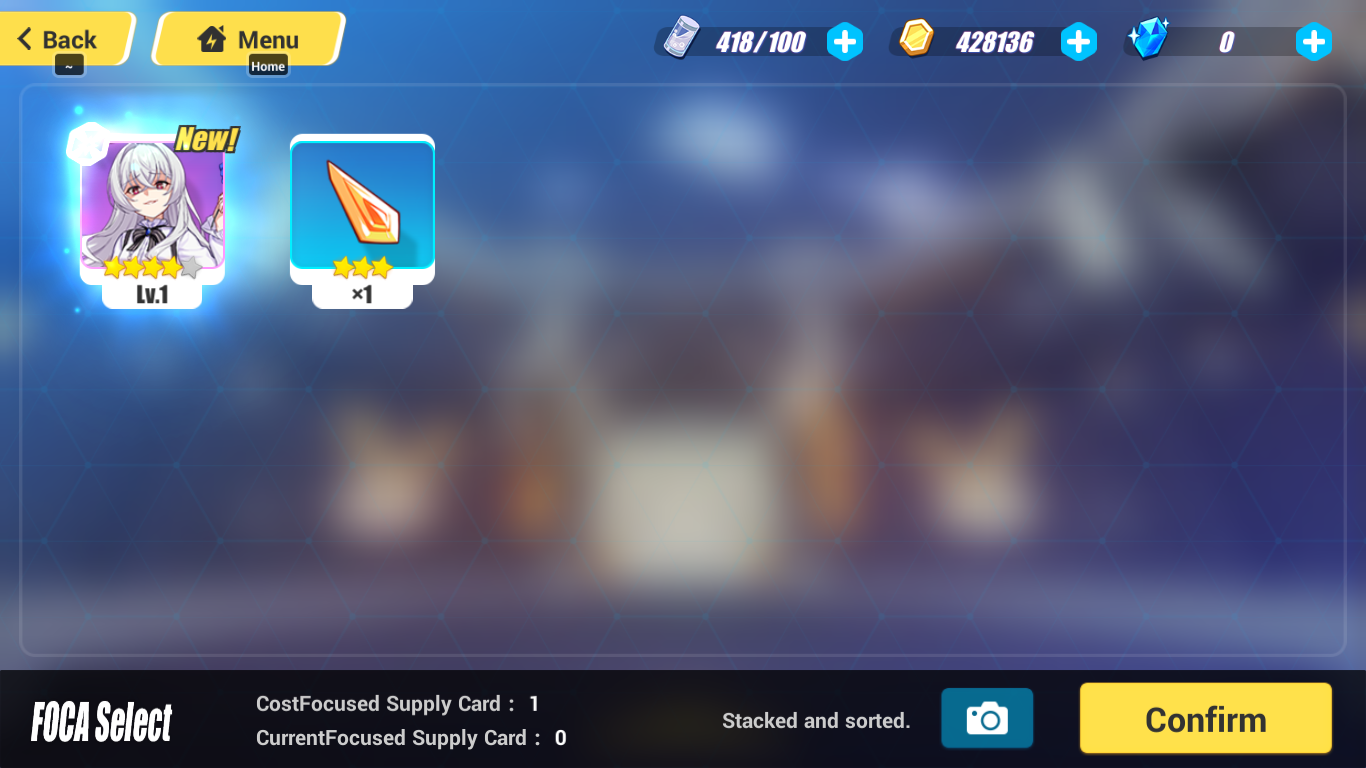 Back
~
Menu
Home
418/100
428136
0
New!
Lv.1
×1
FOCA Select
CostFocused Supply Card : 1
CurrentFocused Supply Card : 0
Stacked and sorted.
Confirm